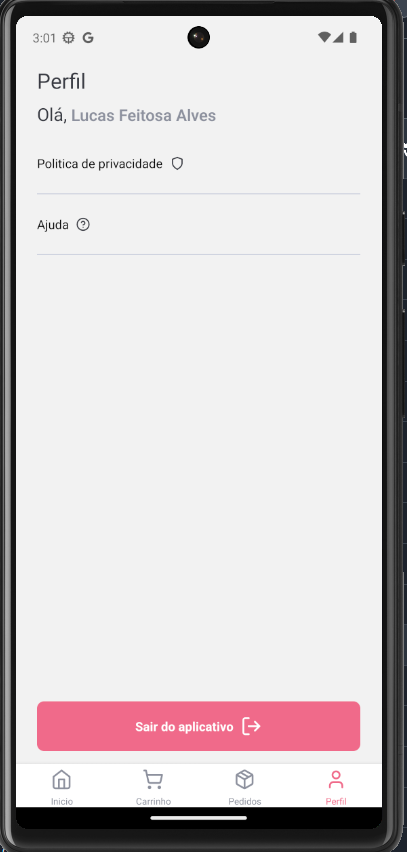 3:01
Perfil
Olá, Lucas Feitosa Alves
Politica de privacidade
Ajuda
Sair do aplicativo
Inicio Carrinho Pedidos Perfil